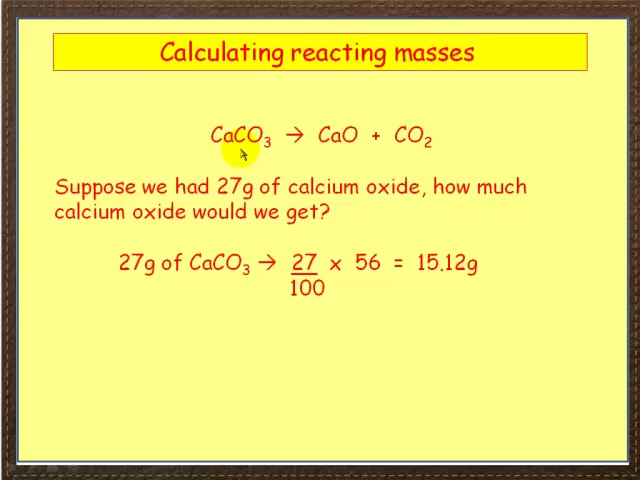 Calculating reacting masses
CaCO₃ → CaO + CO₂
Suppose we had 27g of calcium oxide, how much
calcium oxide would we get?
27g of CaCO₃ → 27 x 56 = 15.12g
100